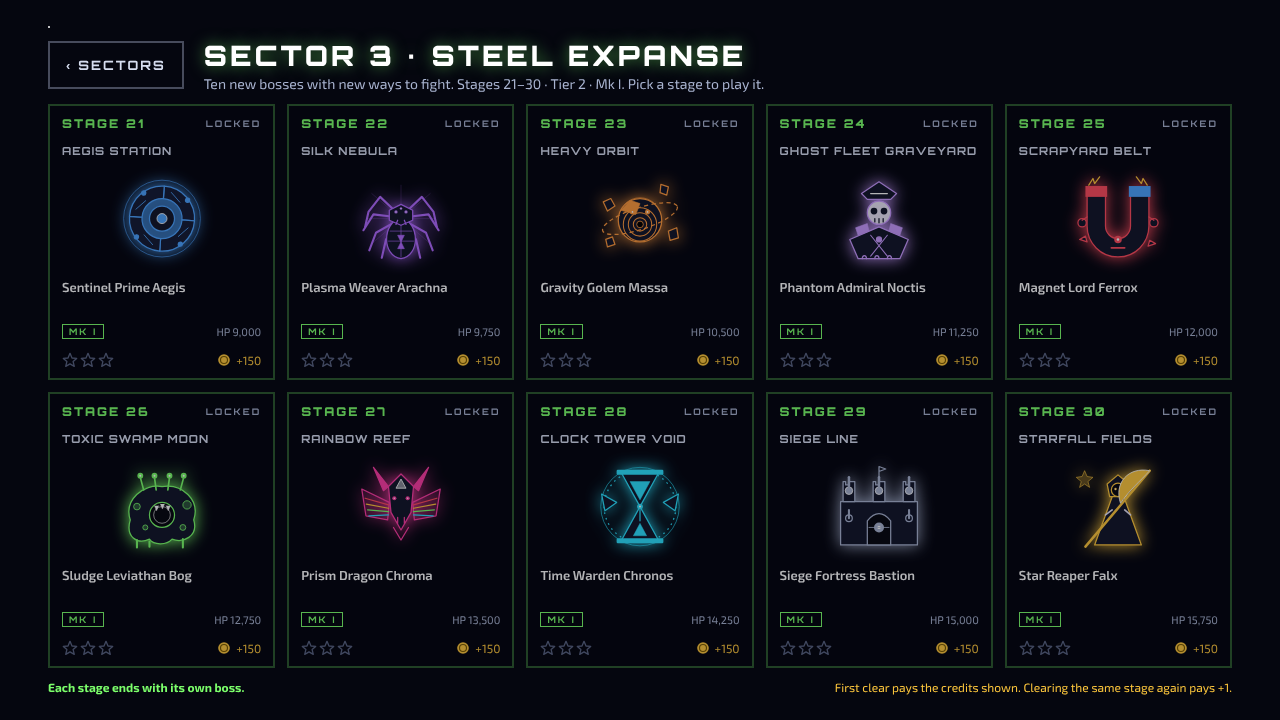 ‹ SECTORS
SECTOR 3 · STEEL EXPANSE
Ten new bosses with new ways to fight. Stages 21–30 · Tier 2 · Mk I. Pick a stage to play it.
STAGE 21 LOCKED
AEGIS STATION
Sentinel Prime Aegis
MK I HP 9,000
+150
STAGE 22 LOCKED
SILK NEBULA
Plasma Weaver Arachna
MK I HP 9,750
+150
STAGE 23 LOCKED
HEAVY ORBIT
Gravity Golem Massa
MK I HP 10,500
+150
STAGE 24 LOCKED
GHOST FLEET GRAVEYARD
Phantom Admiral Noctis
MK I HP 11,250
+150
STAGE 25 LOCKED
SCRAPYARD BELT
Magnet Lord Ferrox
MK I HP 12,000
+150
STAGE 26 LOCKED
TOXIC SWAMP MOON
Sludge Leviathan Bog
MK I HP 12,750
+150
STAGE 27 LOCKED
RAINBOW REEF
Prism Dragon Chroma
MK I HP 13,500
+150
STAGE 28 LOCKED
CLOCK TOWER VOID
Time Warden Chronos
MK I HP 14,250
+150
STAGE 29 LOCKED
SIEGE LINE
Siege Fortress Bastion
MK I HP 15,000
+150
STAGE 30 LOCKED
STARFALL FIELDS
Star Reaper Falx
MK I HP 15,750
+150
Each stage ends with its own boss.
First clear pays the credits shown. Clearing the same stage again pays +1.